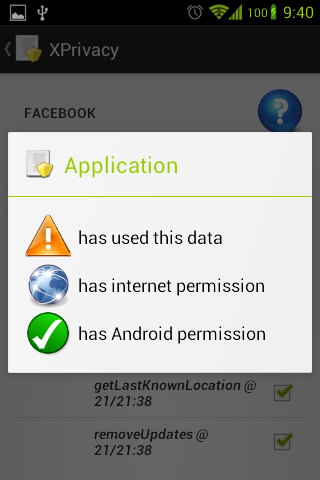 100 9:40
XPrivacy
FACEBOOK
?
Application
has used this data
has internet permission
has Android permission
getLastKnownLocation @
21/21:38
removeUpdates @
21/21:38